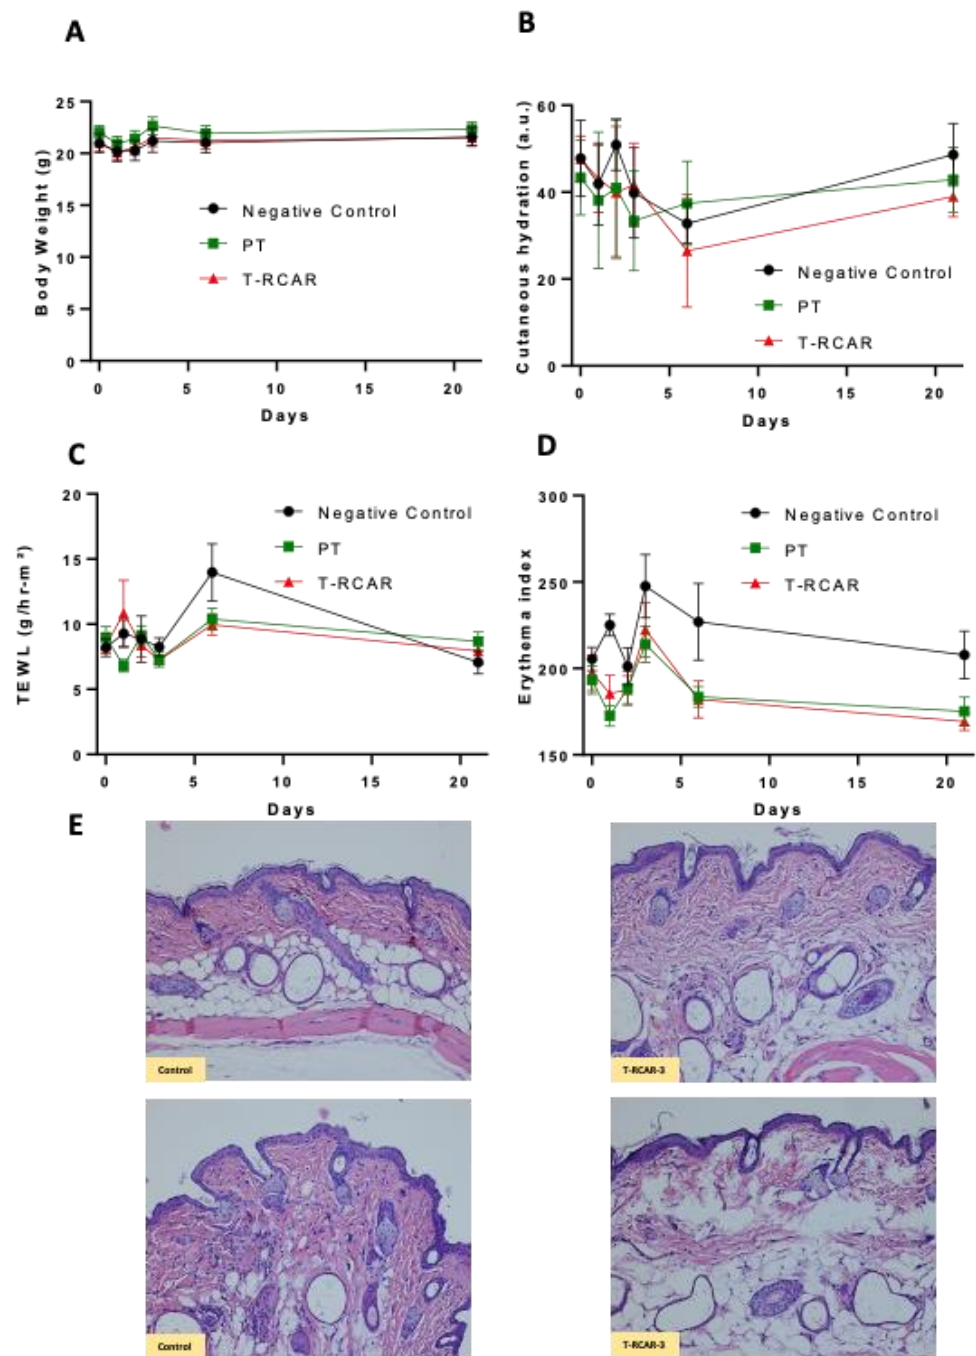 A
B
25
20
15
10
5
0
Body Weight (g)
Negative Control
PT
T-RCAR
0 5 10 15 20
Days
60
40
20
0
Cutaneous hydration (a.u.)
Negative Control
PT
T-RCAR
0 5 10 15 20
Days
C
D
20
15
10
5
0
TEWL (g/hr-m ²)
Negative Control
PT
T-RCAR
0 5 10 15 20
Days
300
250
200
150
Erythema index
Negative Control
PT
T-RCAR
0 5 10 15 20
Days
E
Control
T-RCAR-3
Control
T-RCAR-3